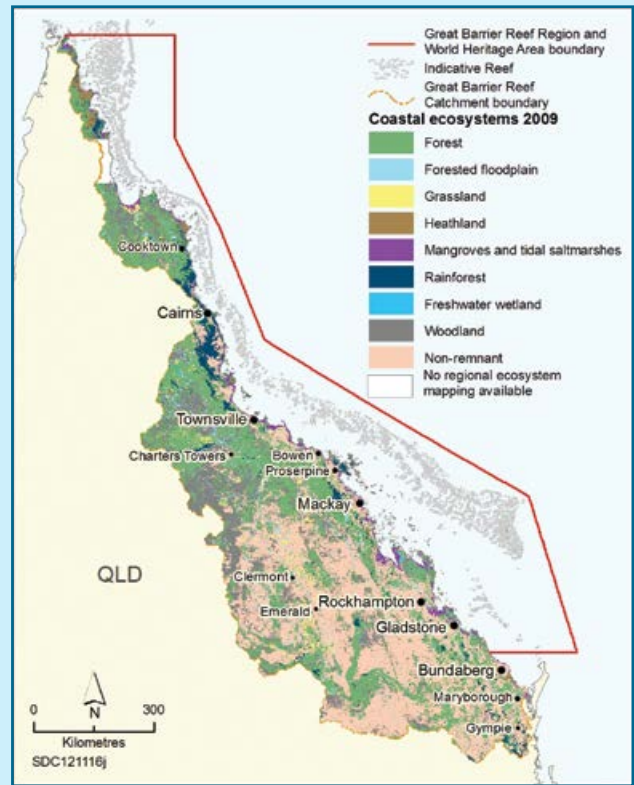 Great Barrier Reef Region and
World Heritage Area boundary
Indicative Reef
Great Barrier Reef
Catchment boundary
Coastal ecosystems 2009
Forest
Forested floodplain
Grassland
Heathland
Mangroves and tidal saltmarshes
Rainforest
Freshwater wetland
Woodland
Non-remnant
No regional ecosystem
mapping available
Cooktown
Cairns
Townsville
Charters Towers
Bowen
Proserpine
Mackay
QLD
Clermont
Emerald
Rockhampton
Gladstone
Bundaberg
Maryborough
Gympie
0
N
300
Kilometres
SDC121116j